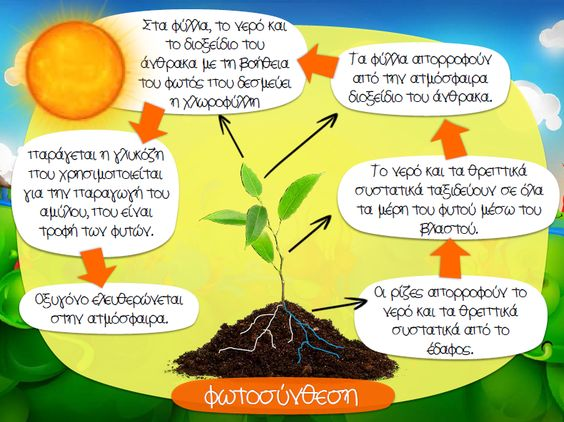 Στα φύλλα, το νερό και
το διοξείδιο του
άνθρακα με τη βοήθεια
του φωτός που δεσμεύει
η χλωροφύλλη
Τα φύλλα απορροφούν
από την ατμόσφαιρα
διοξείδιο του άνθρακα.
παράγεται η γλυκόζη
που χρησιμοποιείται
για την παραγωγή του
αμύλου, που είναι
τροφή των φυτών.
Το νερό και τα θρεπτικά
συστατικά ταξιδεύουν σε όλα
τα μέρη του φυτού μέσω του
βλαστού.
Οξυγόνο ελευθερώνεται
στην ατμόσφαιρα.
Οι ρίζες απορροφούν το
νερό και τα θρεπτικά
συστατικά από το
έδαφος.
φωτοσύνθεση